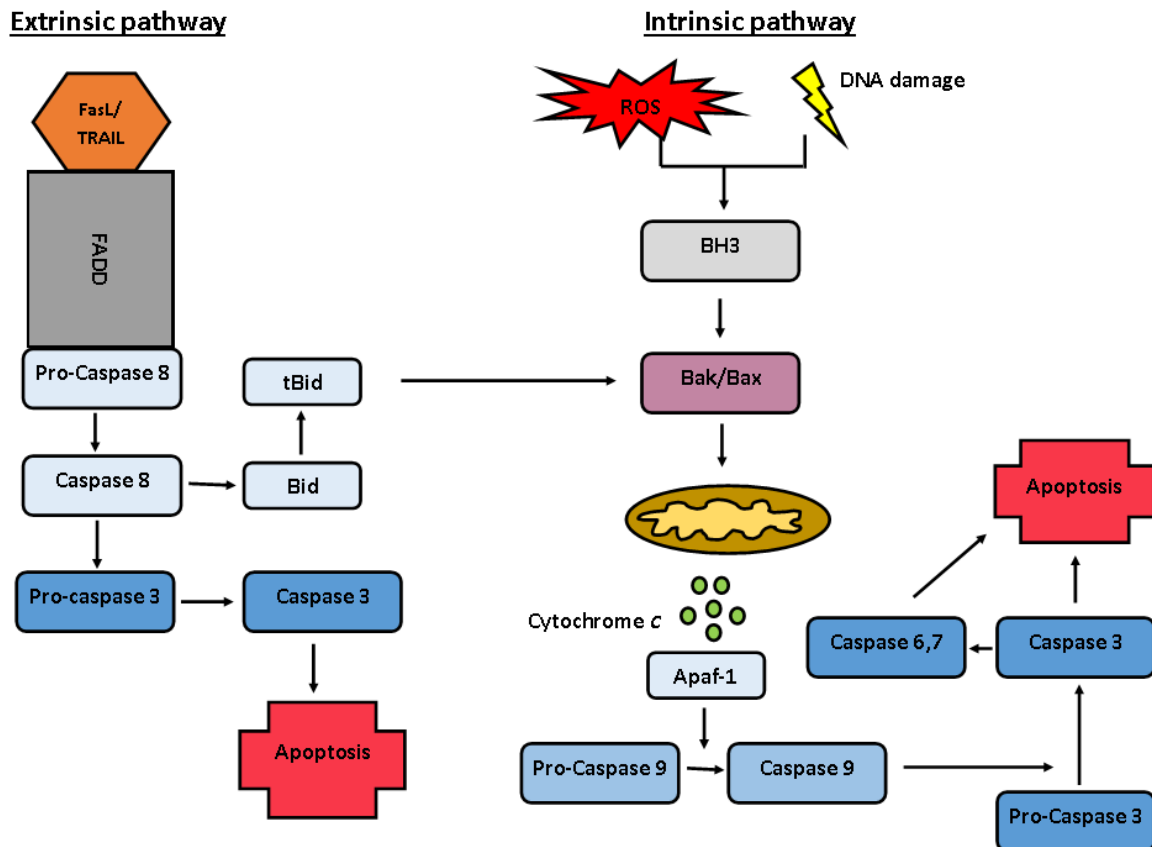 Extrinsic pathway
FasL/
TRAIL
FADD
Pro-Caspase 8
tBid
Caspase 8
Bid
Pro-caspase 3
Caspase 3
Apoptosis
Intrinsic pathway
ROS
DNA damage
BH3
Bak/Bax
Cytochrome c
Apaf-1
Pro-Caspase 9
Caspase 9
Pro-Caspase 3
Caspase 3
Caspase 6,7
Apoptosis